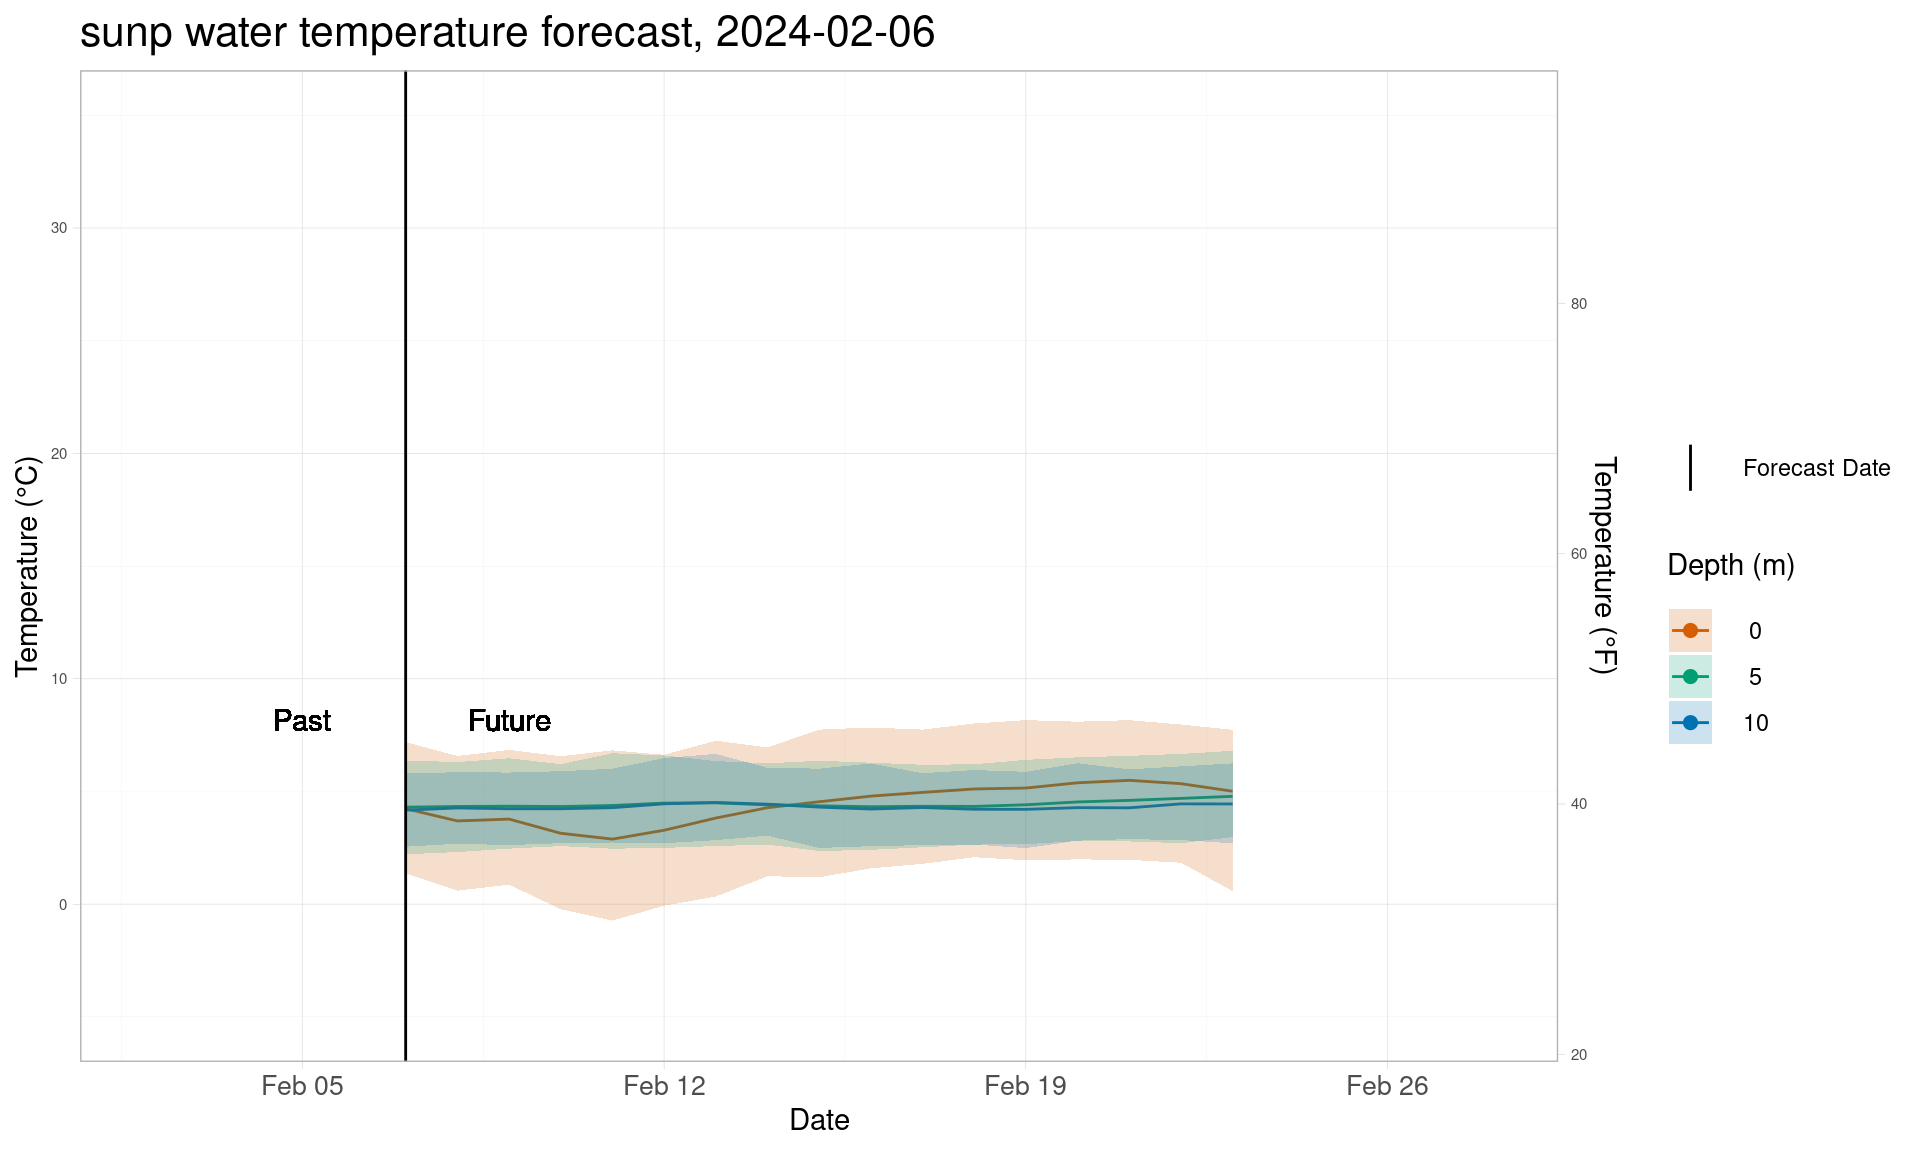 sunp water temperature forecast, 2024-02-06
Temperature (°C)
30
20
10
0
Past
Future
Feb 05
Feb 12
Feb 19
Feb 26
Date
80
60
40
20
Temperature (°F)
Forecast Date
Depth (m)
0
5
10